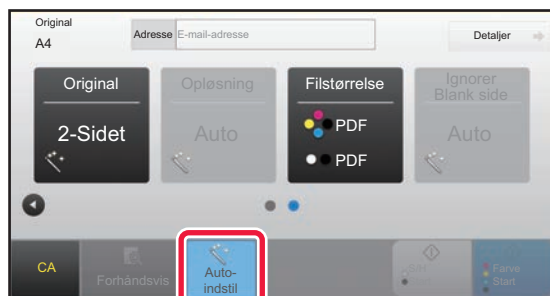 Original
A4
Adresse
E-mail-adresse
Detaljer
Original
2-Sidet
Opløsning
Auto
Filstørrelse
PDF
PDF
Ignorer
Blank side
Auto
CA
Forhåndsvis
Auto-
indstil
S/H
Start
Farve
Start